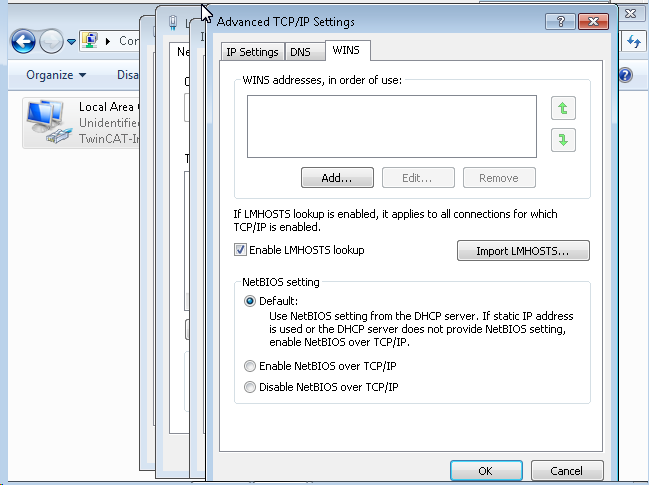 Advanced TCP/IP Settings
IP Settings
DNS
WINS
Organize
Local Area
Unidentified
WINS addresses, in order of use:
Add...
Edit...
Remove
If LMHOSTS lookup is enabled, it applies to all connections for which
TCP/IP is enabled.
Enable LMHOSTS lookup
Import LMHOSTS...
NetBIOS setting
Default:
Use NetBIOS setting from the DHCP server. If static IP address
is used or the DHCP server does not provide NetBIOS setting,
enable NetBIOS over TCP/IP.
Enable NetBIOS over TCP/IP
Disable NetBIOS over TCP/IP
OK
Cancel